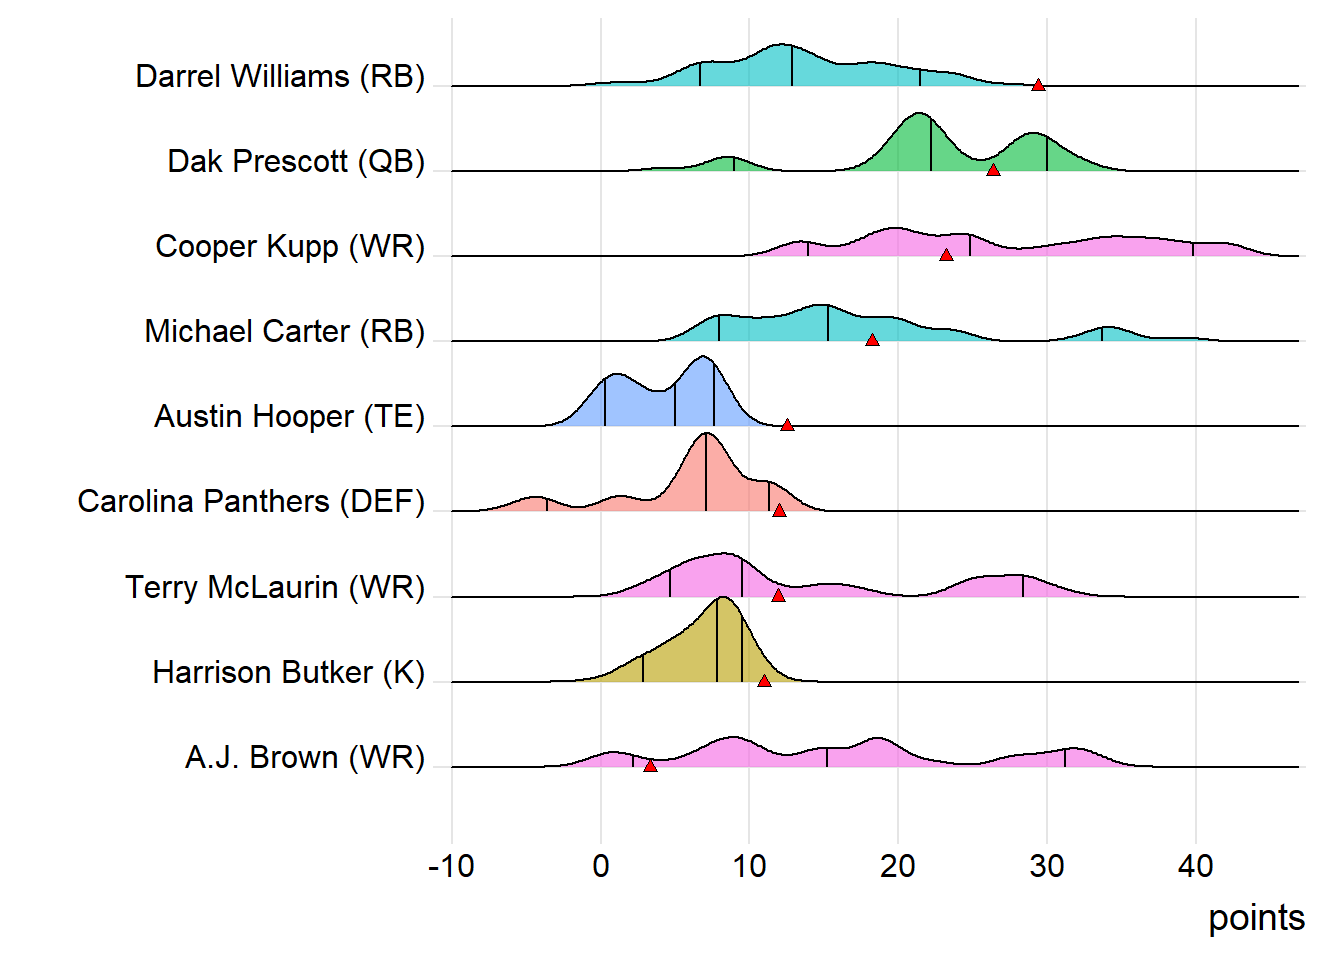 Darrel Williams (RB)
Dak Prescott (QB)
Cooper Kupp (WR)
Michael Carter (RB)
Austin Hooper (TE)
Carolina Panthers (DEF)
Terry McLaurin (WR)
Harrison Butker (K)
A.J. Brown (WR)
-10 0 10 20 30 40
points